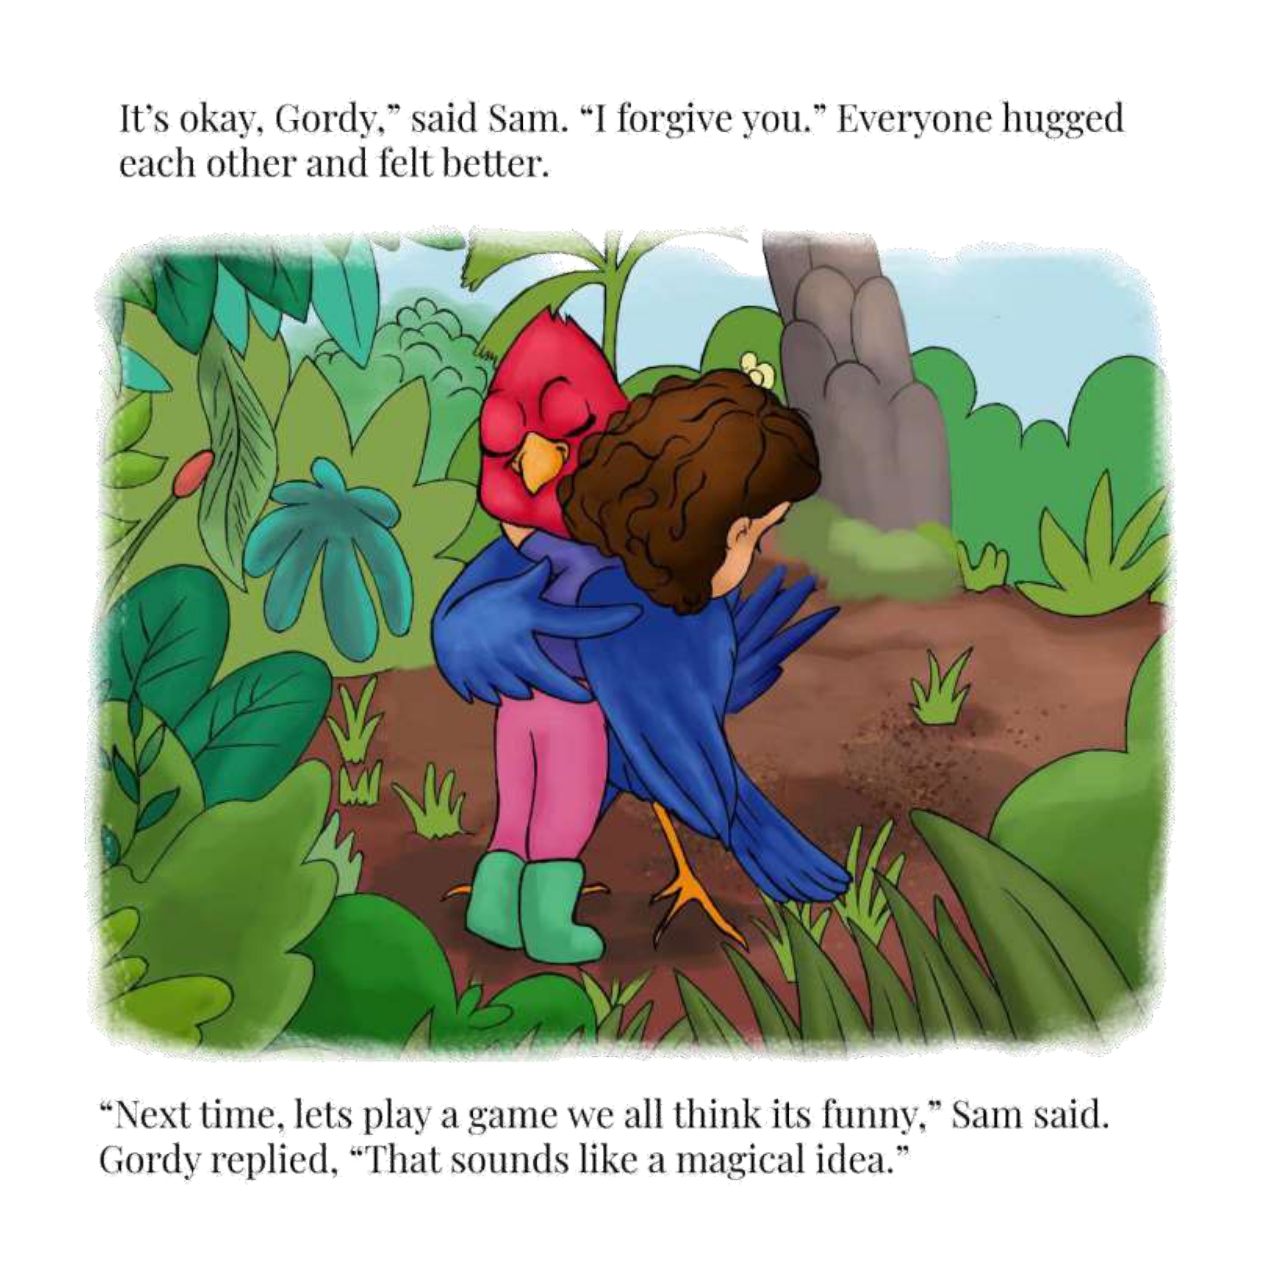 It’s okay, Gordy,” said Sam. “I forgive you.” Everyone hugged
each other and felt better.
“Next time, lets play a game we all think its funny,” Sam said.
Gordy replied, “That sounds like a magical idea.”